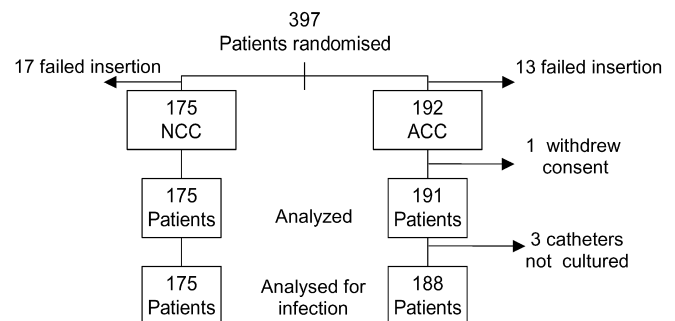 397
Patients randomised
17 failed insertion
13 failed insertion
175
NCC
192
ACC
1 withdrew
consent
175
Patients
Analyzed
191
Patients
3 catheters
not cultured
175
Patients
Analysed for
infection
188
Patients